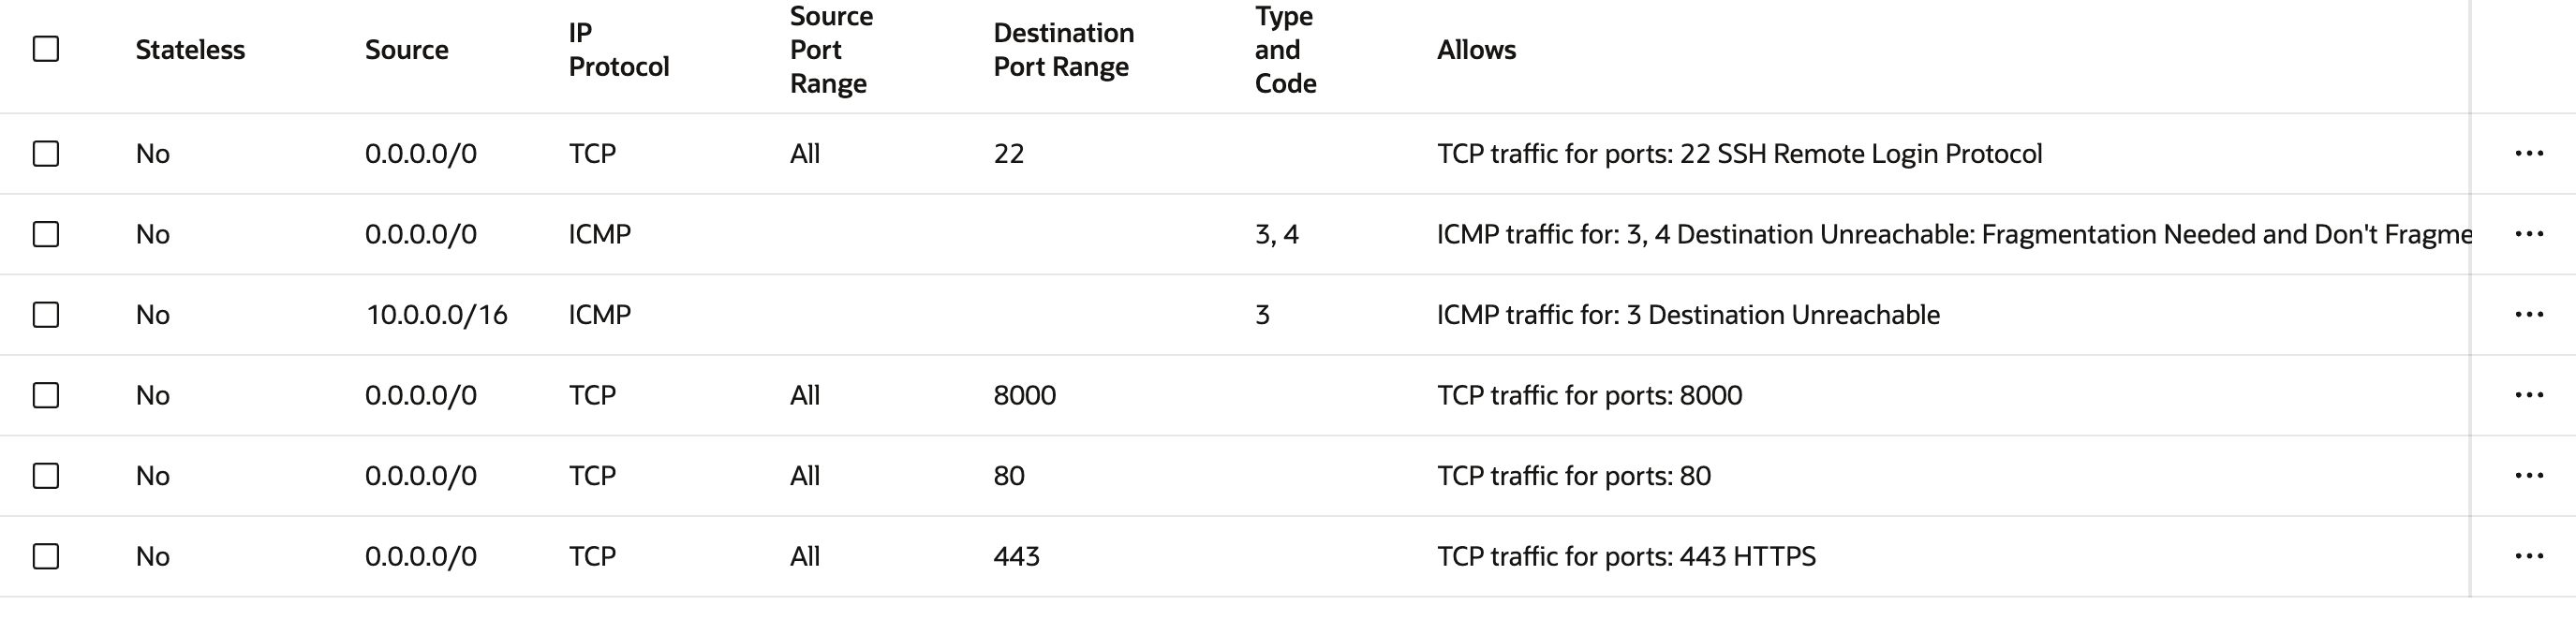 Stateless Source IP Protocol Source Port Range Destination Port Range Type and Code Allows
No 0.0.0.0/0 TCP All 22 TCP traffic for ports: 22 SSH Remote Login Protocol
No 0.0.0.0/0 ICMP 3, 4 ICMP traffic for: 3, 4 Destination Unreachable: Fragmentation Needed and Don't Fragme
No 10.0.0.0/16 ICMP 3 ICMP traffic for: 3 Destination Unreachable
No 0.0.0.0/0 TCP All 8000 TCP traffic for ports: 8000
No 0.0.0.0/0 TCP All 80 TCP traffic for ports: 80
No 0.0.0.0/0 TCP All 443 TCP traffic for ports: 443 HTTPS